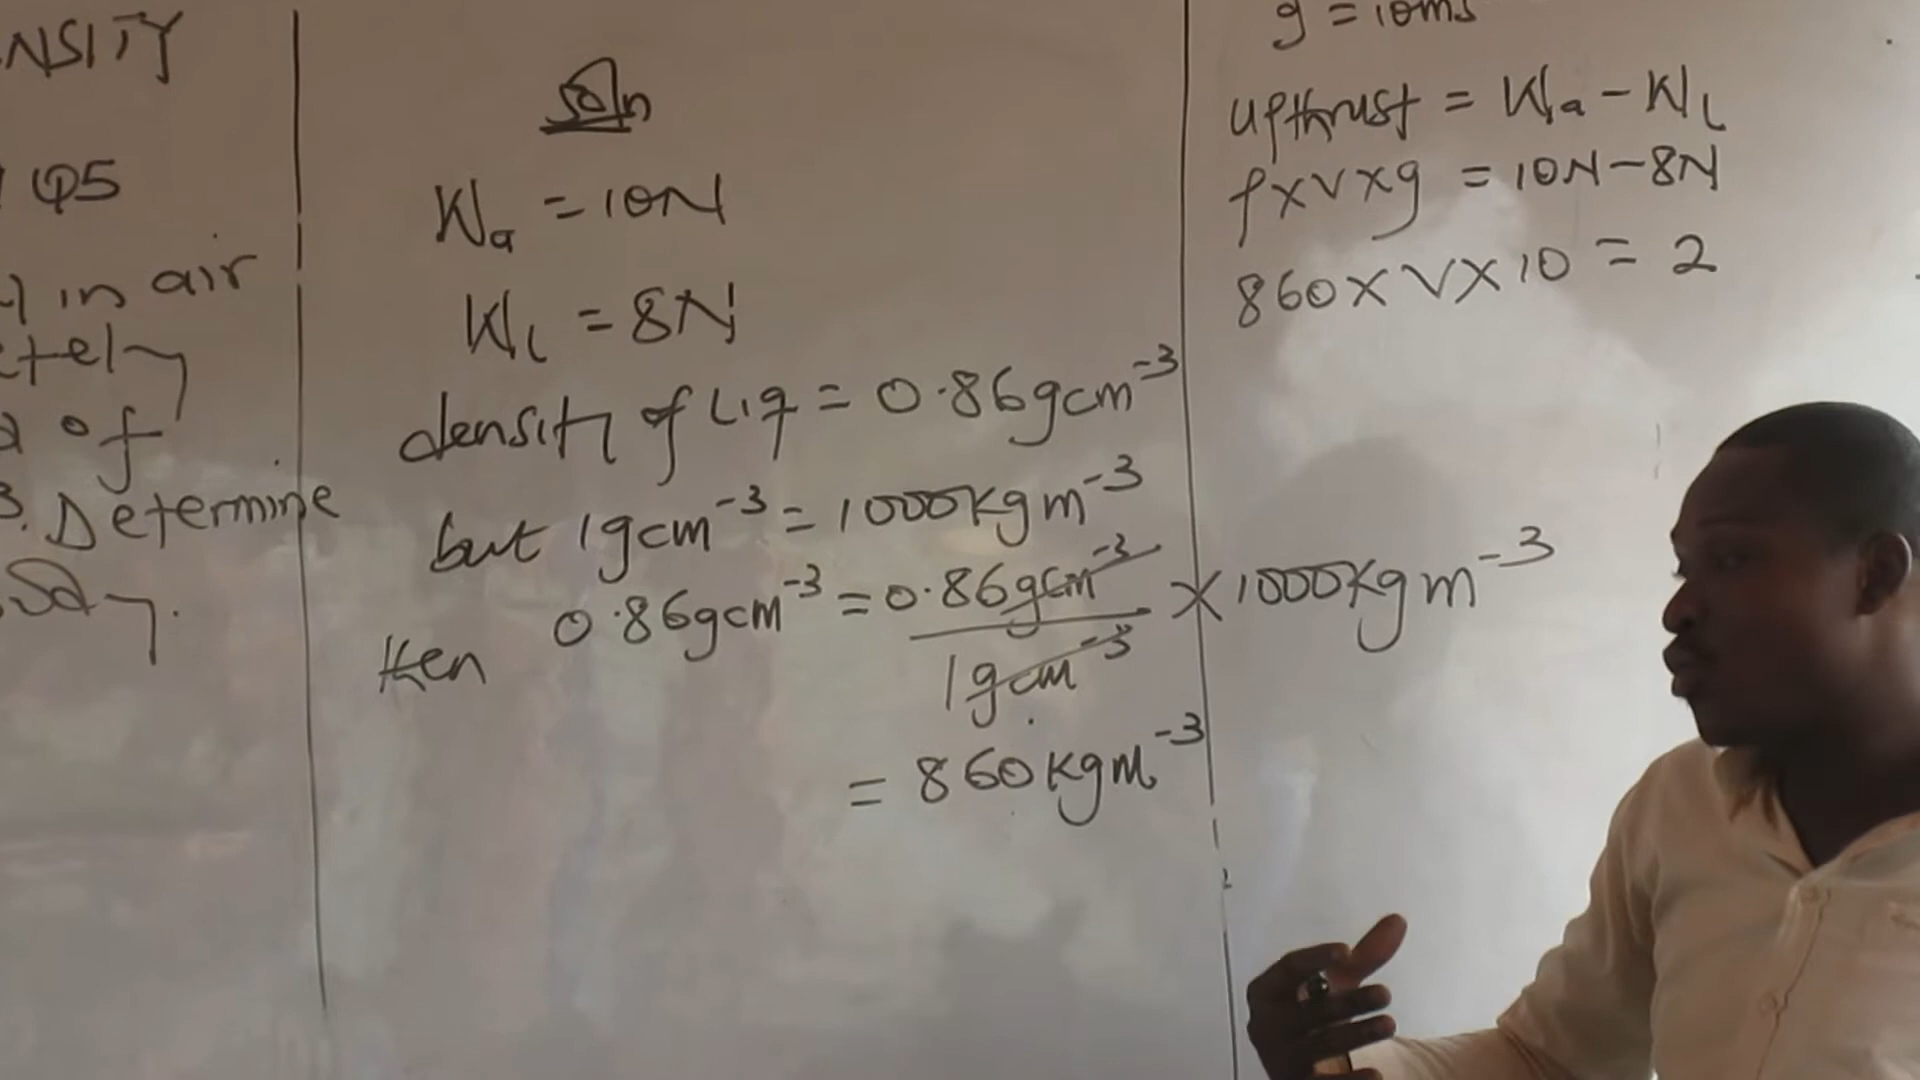 NSITY
Q5
in air
etely
of
3. Determine
Soln
Wa = 10N
WL = 8N
density of Liq = 0.86gcm⁻³
but 1gcm⁻³ = 1000kgm⁻³
then 0.86gcm⁻³ = 0.86gcm⁻³ / 1gcm⁻³ × 1000kgm⁻³
= 860kgm⁻³
g = 10ms
upthrust = Wa - WL
ρ×v×g = 10N-8N
860×V×10 = 2